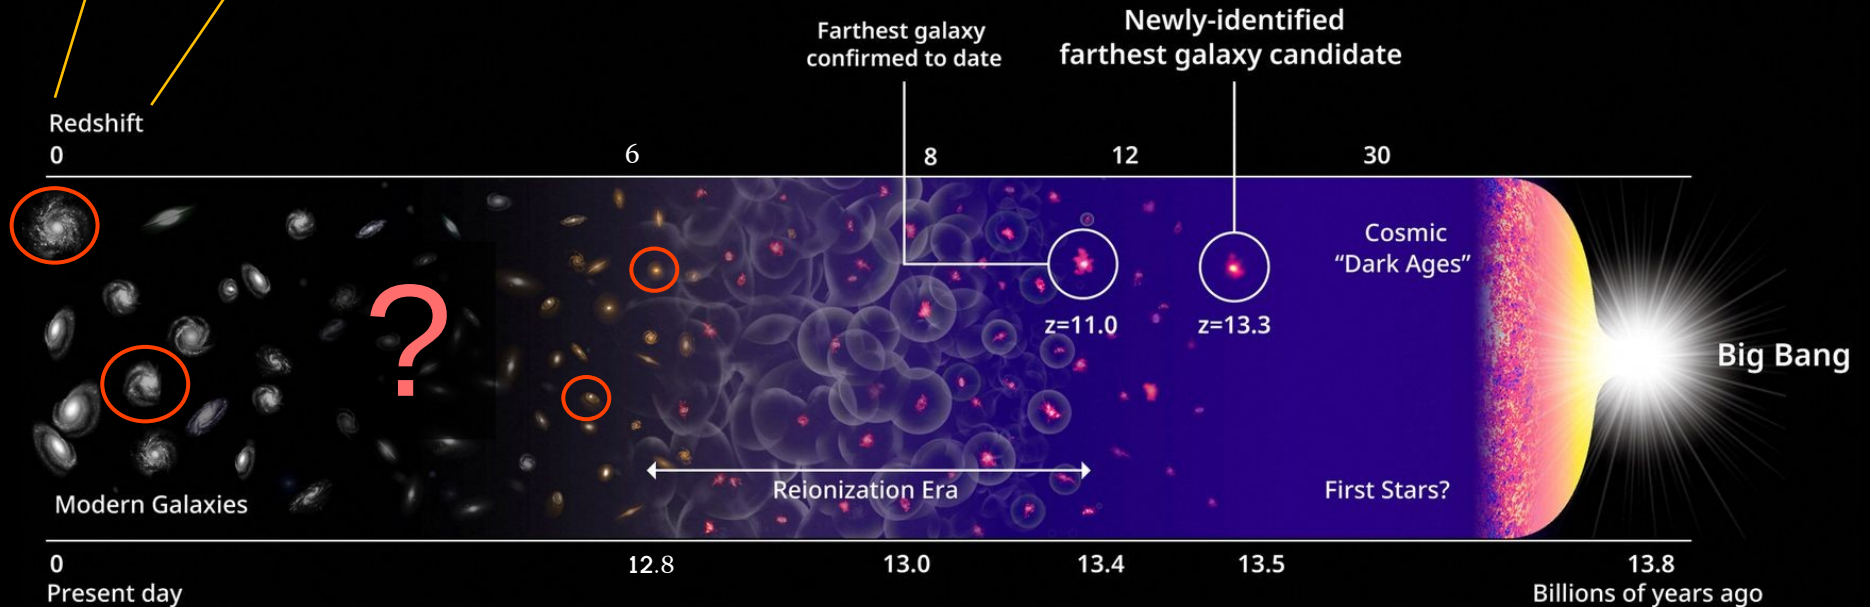 Farthest galaxy
confirmed to date
Newly-identified
farthest galaxy candidate
Redshift
0
6
8
12
30
Cosmic
“Dark Ages”
?
z=11.0
z=13.3
Big Bang
Reionization Era
First Stars?
Modern Galaxies
0
12.8
13.0
13.4
13.5
13.8
Present day
Billions of years ago